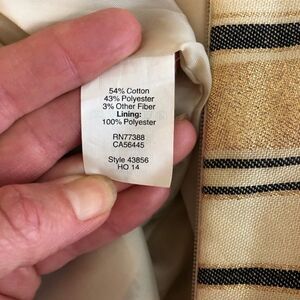 54% Cotton
43% Polyester
3% Other Fiber
Lining:
100% Polyester
RN77388
CA56445
Style 43856
HO 14